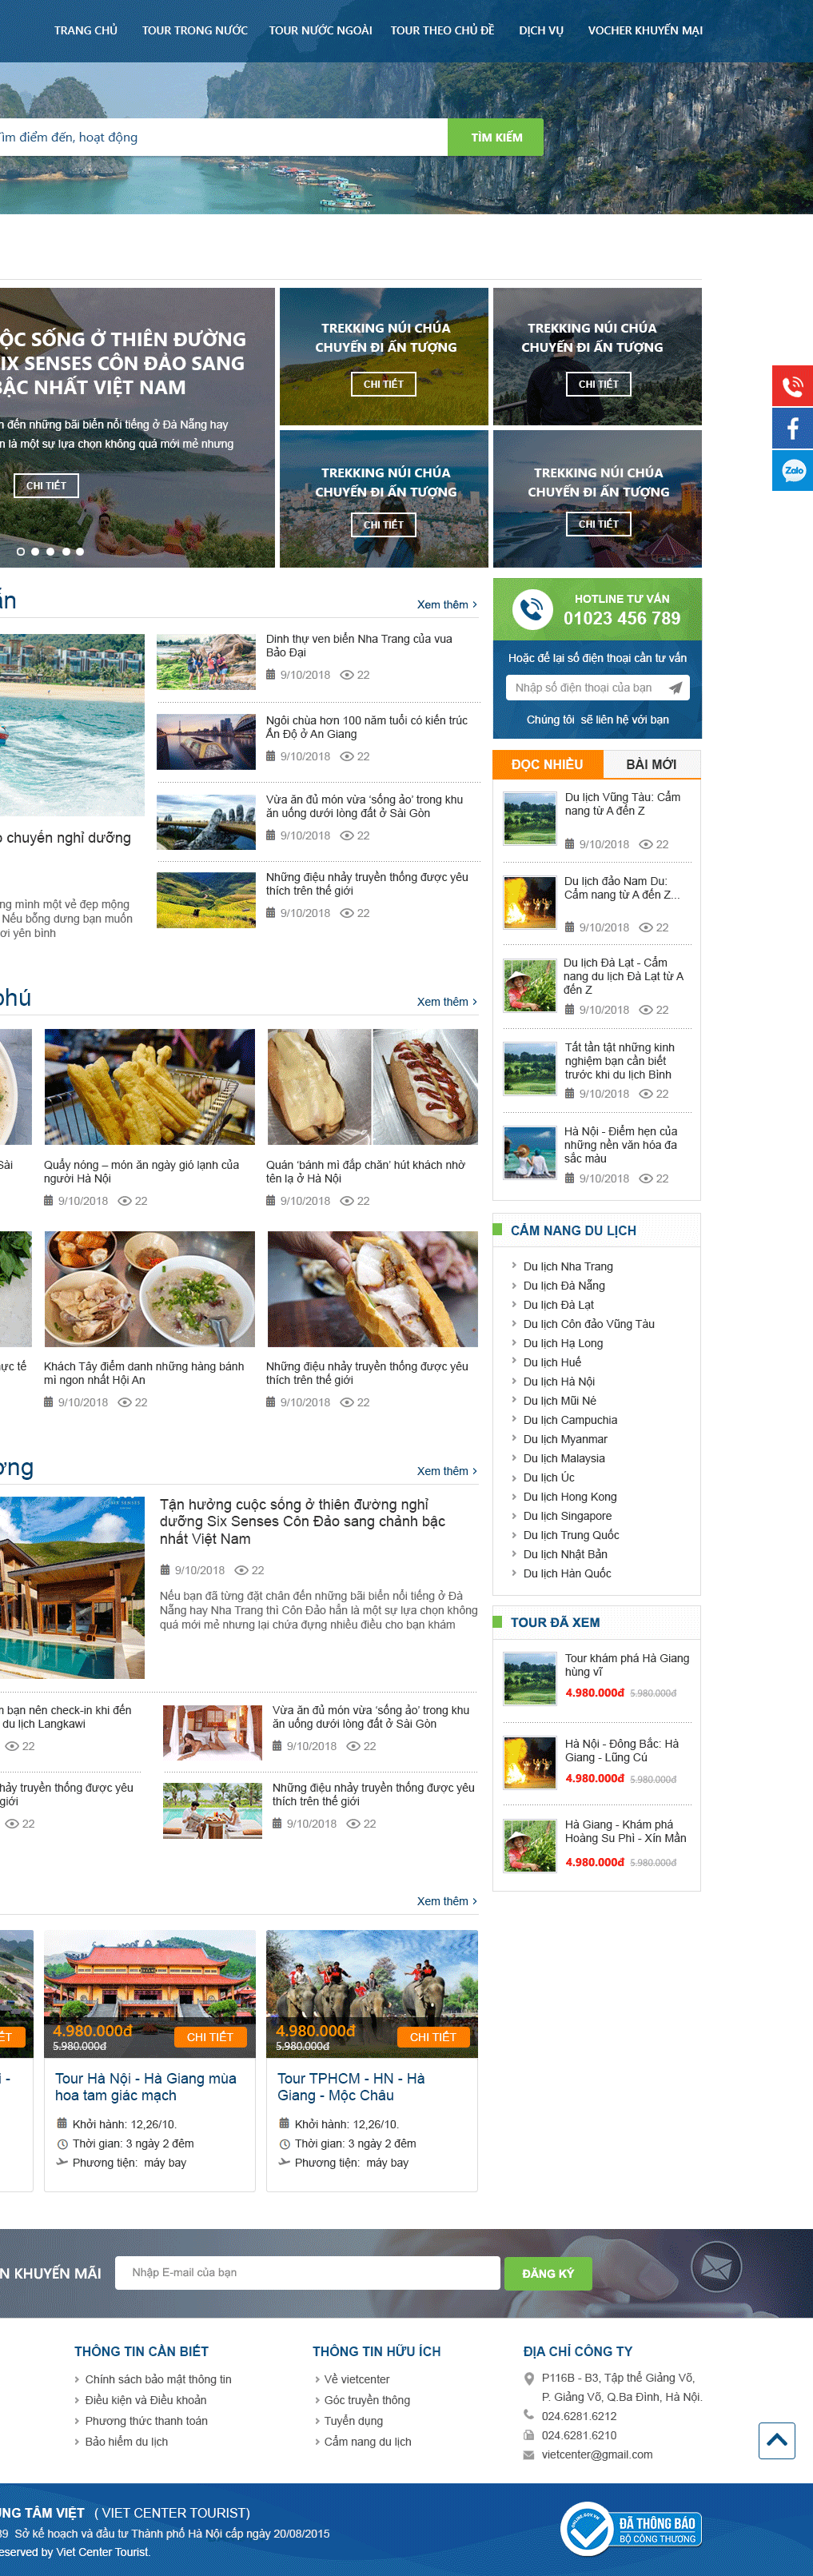 TRANG CHỦ TOUR TRONG NƯỚC TOUR NƯỚC NGOÀI TOUR THEO CHỦ ĐỀ DỊCH VỤ VOCHER KHUYẾN MẠI
Tìm điểm đến, hoạt động
TÌM KIẾM
ỘC SỐNG Ở THIÊN ĐƯỜNG
IX SENSES CÔN ĐẢO SANG
BẬC NHẤT VIỆT NAM
đến những bãi biển nổi tiếng ở Đà Nẵng hay
n là một sự lựa chọn không quá mới mẻ nhưng
CHI TIẾT
TREKKING NÚI CHÚA
CHUYẾN ĐI ẤN TƯỢNG
CHI TIẾT
TREKKING NÚI CHÚA
CHUYẾN ĐI ẤN TƯỢNG
CHI TIẾT
TREKKING NÚI CHÚA
CHUYẾN ĐI ẤN TƯỢNG
CHI TIẾT
TREKKING NÚI CHÚA
CHUYẾN ĐI ẤN TƯỢNG
CHI TIẾT
Zalo
Xem thêm
chuyến nghỉ dưỡng
ng mình một vẻ đẹp mộng
Nếu bỗng dưng bạn muốn
ơi yên bình
Dinh thự ven biển Nha Trang của vua
Bảo Đại
9/10/2018 22
Ngôi chùa hơn 100 năm tuổi có kiến trúc
Ấn Độ ở An Giang
9/10/2018 22
Vừa ăn đủ món vừa 'sống ảo' trong khu
ăn uống dưới lòng đất ở Sài Gòn
9/10/2018 22
Những điệu nhảy truyền thống được yêu
thích trên thế giới
9/10/2018 22
HOTLINE TƯ VẤN
01023 456 789
Hoặc để lại số điện thoại cần tư vấn
Nhập số điện thoại của bạn
Chúng tôi sẽ liên hệ với bạn
ĐỌC NHIỀU BÀI MỚI
Du lịch Vũng Tàu: Cẩm
nang từ A đến Z
9/10/2018 22
Du lịch đảo Nam Du:
Cẩm nang từ A đến Z...
9/10/2018 22
Du lịch Đà Lạt - Cẩm
nang du lịch Đà Lạt từ A
đến Z
9/10/2018 22
Tất tần tật những kinh
nghiệm bạn cần biết
trước khi du lịch Bình
9/10/2018 22
Hà Nội - Điểm hẹn của
những nền văn hóa đa
sắc màu
9/10/2018 22
phú
Xem thêm
Sài
Quẩy nóng – món ăn ngày gió lạnh của
người Hà Nội
9/10/2018 22
Quán 'bánh mì đắp chăn' hút khách nhờ
tên lạ ở Hà Nội
9/10/2018 22
ực tế
Khách Tây điểm danh những hàng bánh
mì ngon nhất Hội An
9/10/2018 22
Những điệu nhảy truyền thống được yêu
thích trên thế giới
9/10/2018 22
CẨM NANG DU LỊCH
Du lịch Nha Trang
Du lịch Đà Nẵng
Du lịch Đà Lạt
Du lịch Côn đảo Vũng Tàu
Du lịch Hạ Long
Du lịch Huế
Du lịch Hà Nội
Du lịch Mũi Né
Du lịch Campuchia
Du lịch Myanmar
Du lịch Malaysia
Du lịch Úc
Du lịch Hong Kong
Du lịch Singapore
Du lịch Trung Quốc
Du lịch Nhật Bản
Du lịch Hàn Quốc
Xem thêm
Tận hưởng cuộc sống ở thiên đường nghỉ
dưỡng Six Senses Côn Đảo sang chảnh bậc
nhất Việt Nam
9/10/2018 22
Nếu bạn đã từng đặt chân đến những bãi biển nổi tiếng ở Đà
Nẵng hay Nha Trang thì Côn Đảo hẳn là một sự lựa chọn không
quá mới mẻ nhưng lại chứa đựng nhiều điều cho bạn khám
bạn nên check-in khi đến
du lịch Langkawi
22
Vừa ăn đủ món vừa 'sống ảo' trong khu
ăn uống dưới lòng đất ở Sài Gòn
9/10/2018 22
nhảy truyền thống được yêu
giới
22
Những điệu nhảy truyền thống được yêu
thích trên thế giới
9/10/2018 22
TOUR ĐÃ XEM
Tour khám phá Hà Giang
hùng vĩ
4.980.000đ 5.980.000đ
Hà Nội - Đông Bắc: Hà
Giang - Lũng Cú
4.980.000đ 5.980.000đ
Hà Giang - Khám phá
Hoàng Su Phì - Xín Mần
4.980.000đ 5.980.000đ
Xem thêm
4.980.000đ
5.980.000đ
CHI TIẾT
4.980.000đ
5.980.000đ
CHI TIẾT
Tour Hà Nội - Hà Giang mùa
hoa tam giác mạch
Khởi hành: 12,26/10.
Thời gian: 3 ngày 2 đêm
Phương tiện: máy bay
Tour TPHCM - HN - Hà
Giang - Mộc Châu
Khởi hành: 12,26/10.
Thời gian: 3 ngày 2 đêm
Phương tiện: máy bay
N KHUYẾN MÃI
Nhập E-mail của bạn
ĐĂNG KÝ
THÔNG TIN CẦN BIẾT
Chính sách bảo mật thông tin
Điều kiện và Điều khoản
Phương thức thanh toán
Bảo hiểm du lịch
THÔNG TIN HỮU ÍCH
Về vietcenter
Góc truyền thông
Tuyển dụng
Cẩm nang du lịch
ĐỊA CHỈ CÔNG TY
P116B - B3, Tập thể Giảng Võ,
P. Giảng Võ, Q.Ba Đình, Hà Nội.
024.6281.6212
024.6281.6210
vietcenter@gmail.com
UNG TÂM VIỆT ( VIET CENTER TOURIST)
39 Sở kế hoạch và đầu tư Thành phố Hà Nội cấp ngày 20/08/2015
eserved by Viet Center Tourist.
ĐÃ THÔNG BÁO
BỘ CÔNG THƯƠNG